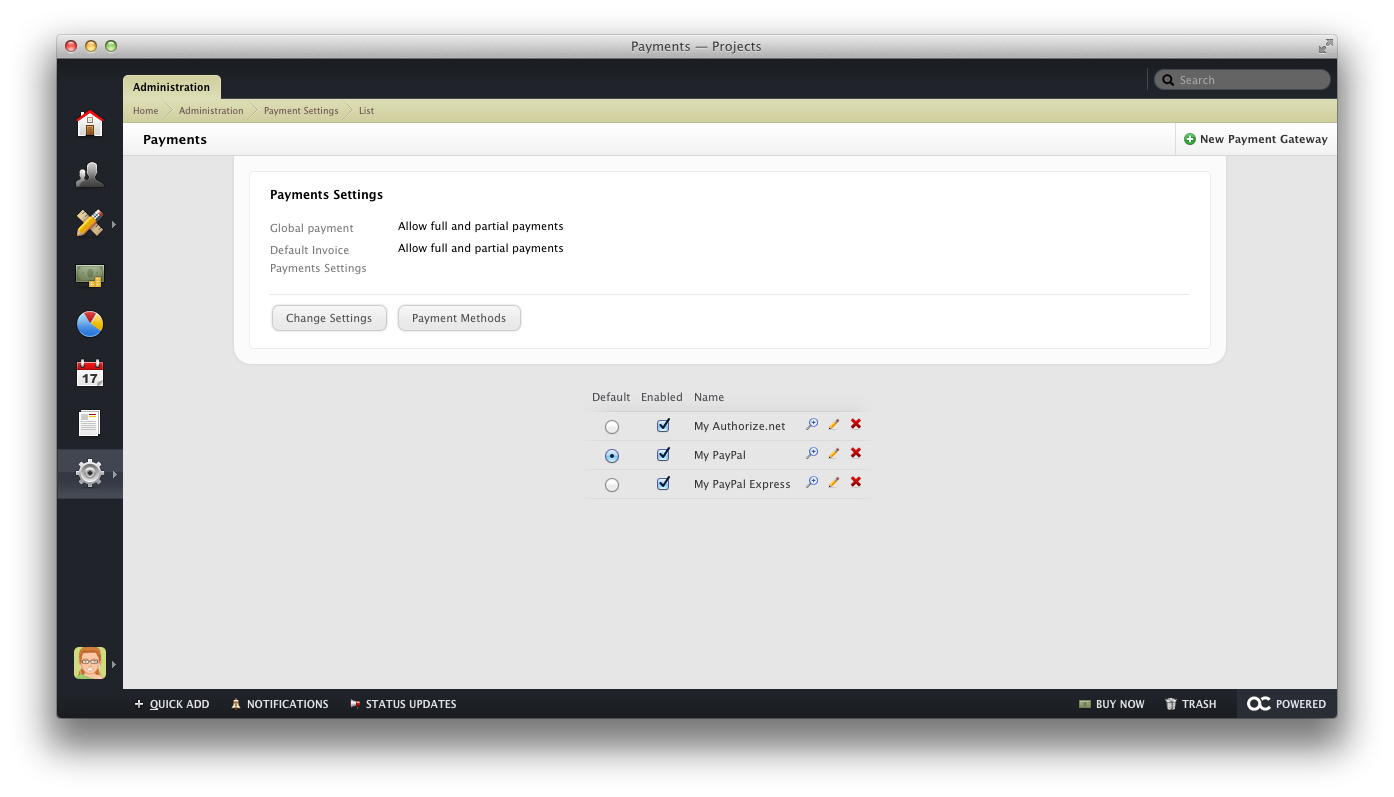 Payments — Projects
Administration
Search
Home Administration Payment Settings List
Payments
New Payment Gateway
Payments Settings
Global payment Allow full and partial payments
Default Invoice Allow full and partial payments
Payments Settings
Change Settings Payment Methods
17
Default Enabled Name
My Authorize.net
My PayPal
My PayPal Express
QUICK ADD NOTIFICATIONS STATUS UPDATES BUY NOW TRASH POWERED